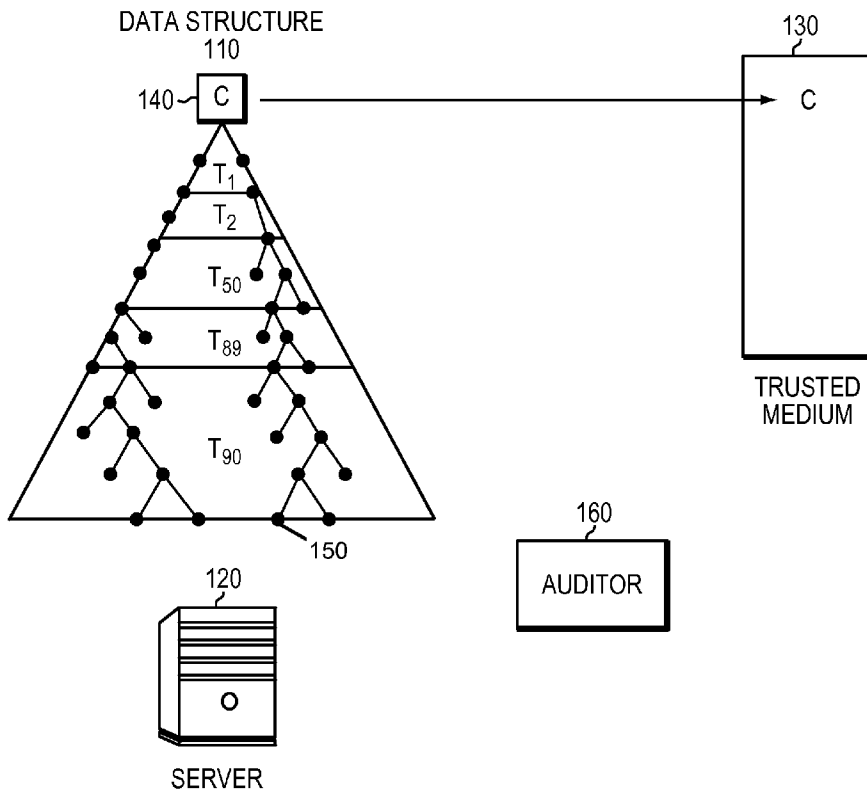 DATA STRUCTURE
110
130
140
C
C
T1
T2
T50
T89
T90
TRUSTED
MEDIUM
150
160
AUDITOR
120
SERVER